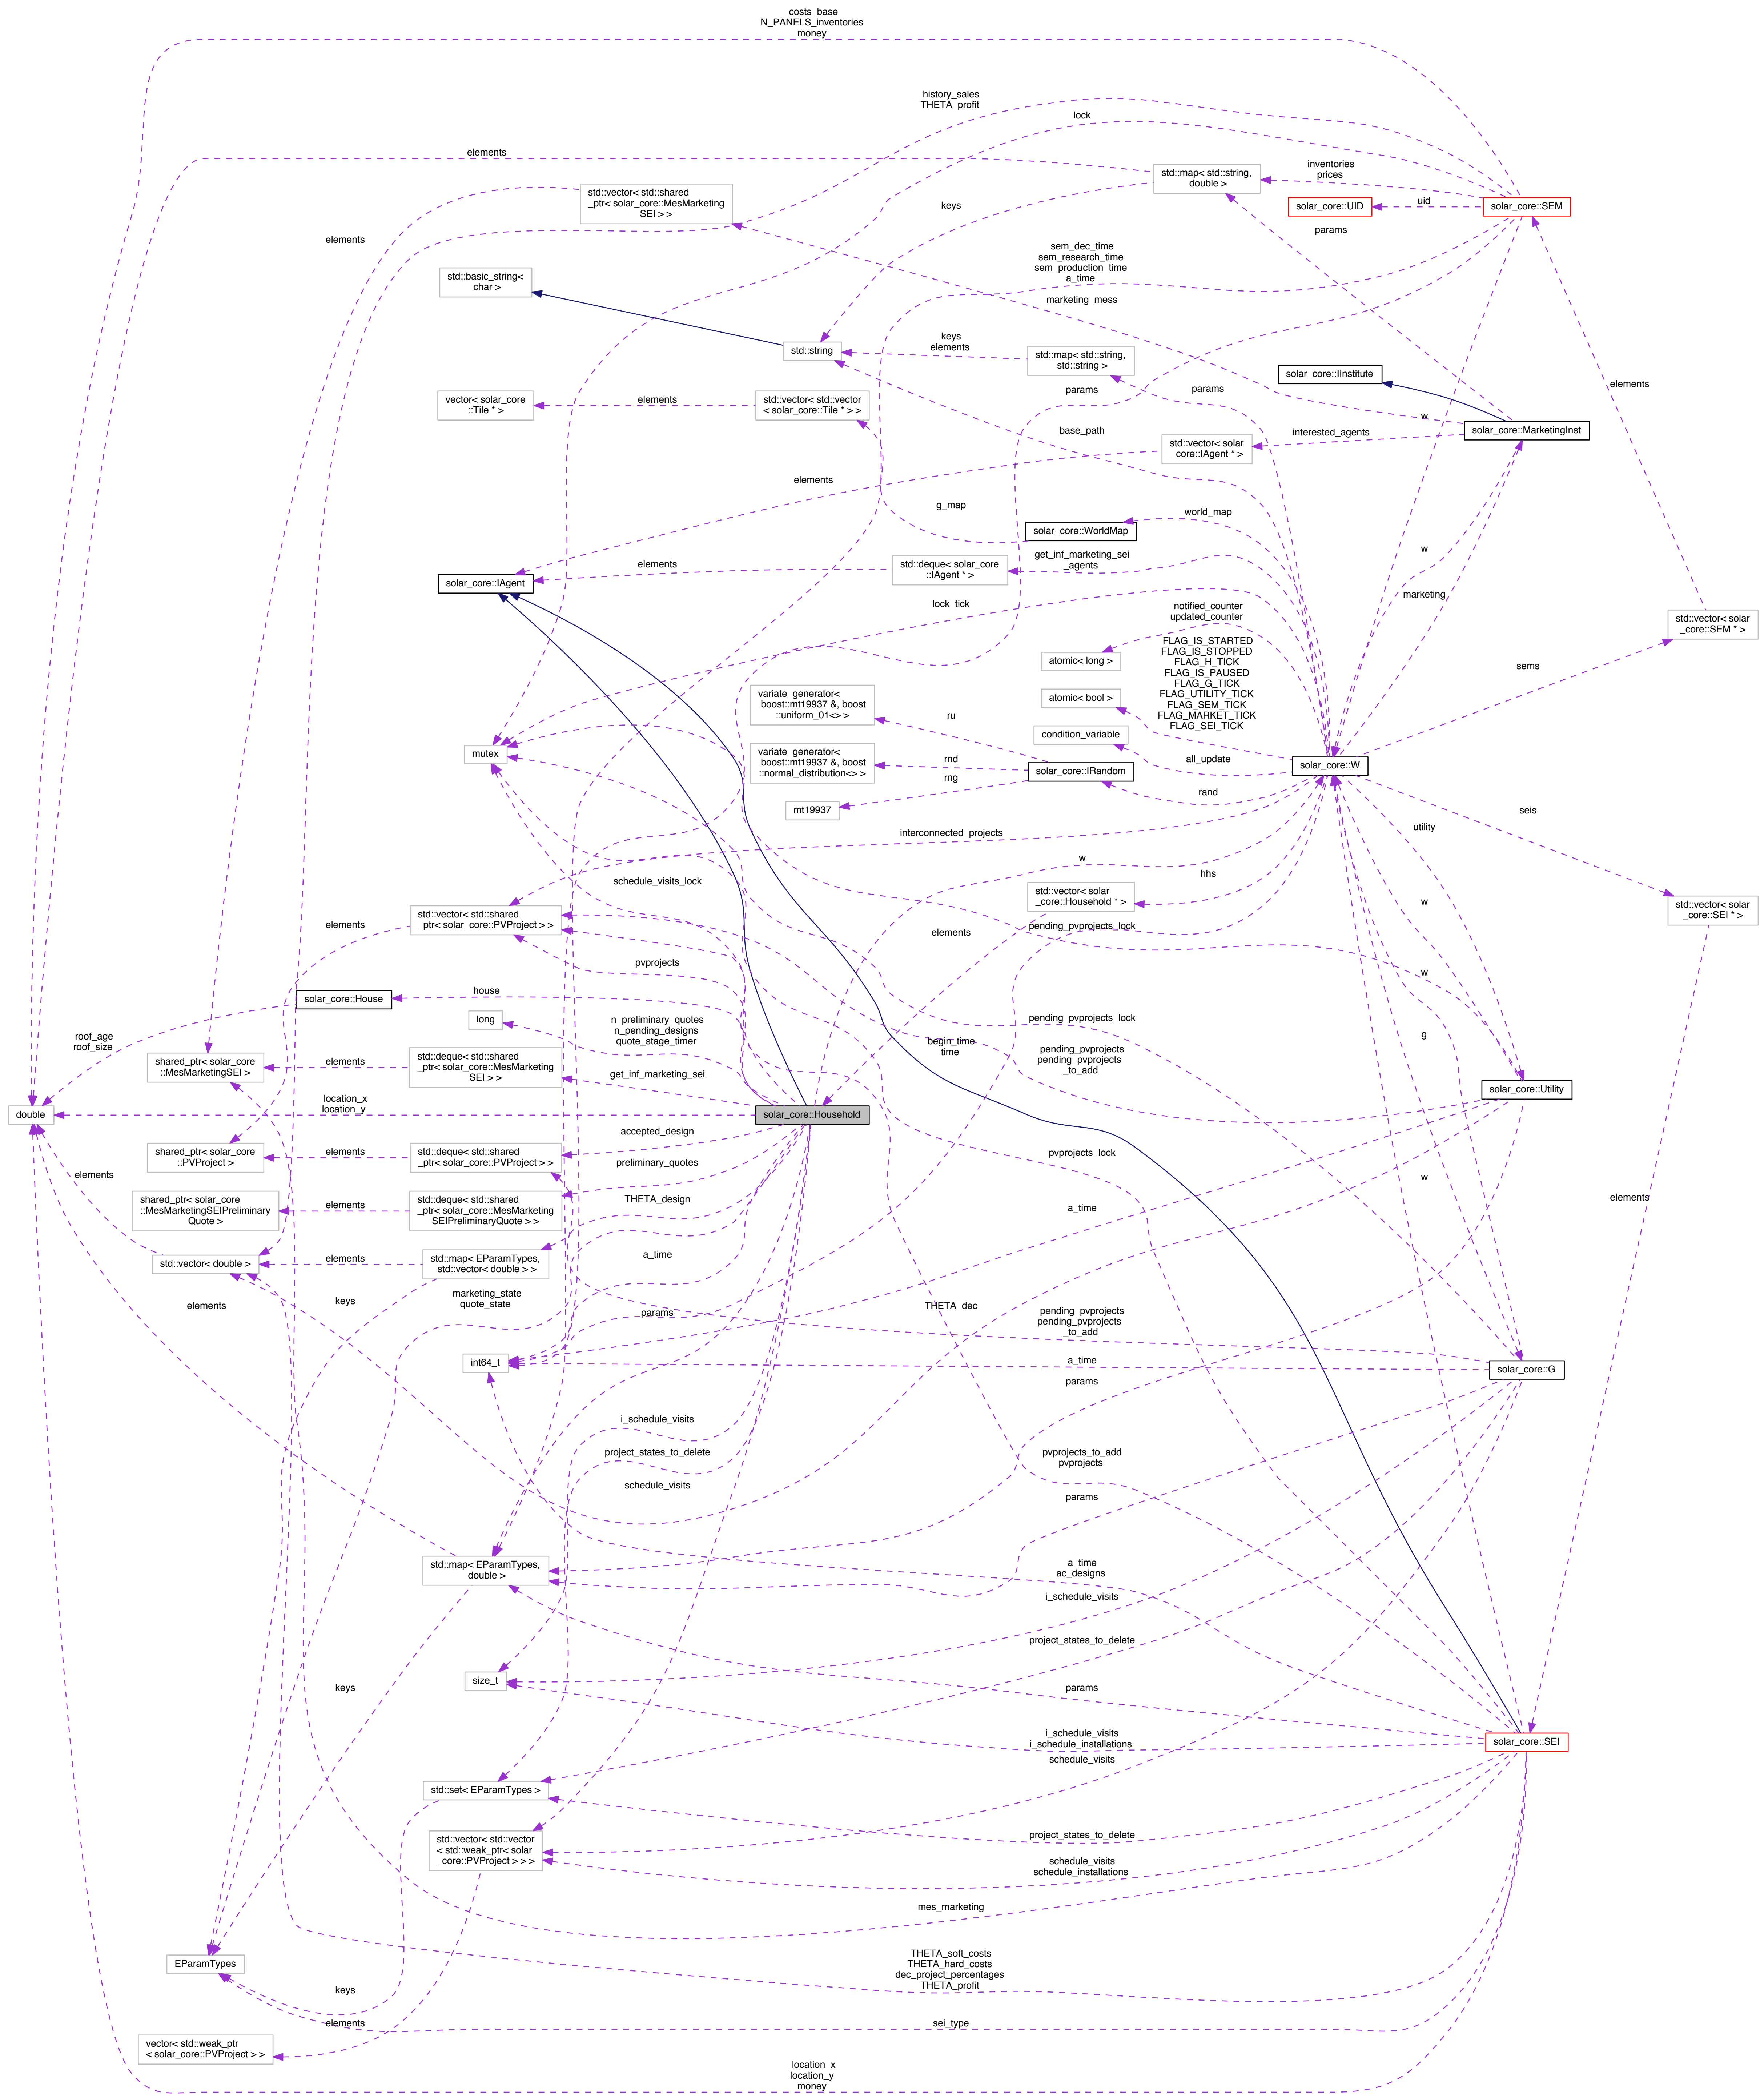 costs_base
N_PANELS_inventories
money
history_sales
THETA_profit
lock
elements
std::map< std::string,
double >
inventories
prices
solar_core::UID
uid
solar_core::SEM
std::vector< std::shared
_ptr< solar_core::MesMarketing
SEI > >
keys
params
elements
sem_dec_time
sem_research_time
sem_production_time
a_time
std::basic_string<
char >
marketing_mess
std::string
keys
elements
std::map< std::string,
std::string >
solar_core::IInstitute
elements
vector< solar_core
::Tile * >
elements
std::vector< std::vector
< solar_core::Tile * > >
params
params
w
solar_core::MarketingInst
base_path
std::vector< solar
_core::IAgent * >
interested_agents
elements
g_map
solar_core::WorldMap
world_map
solar_core::IAgent
elements
std::deque< solar_core
::IAgent * >
get_inf_marketing_sei
_agents
w
lock_tick
notified_counter
updated_counter
marketing
std::vector< solar
_core::SEM * >
atomic< long >
FLAG_IS_STARTED
FLAG_IS_STOPPED
FLAG_H_TICK
FLAG_IS_PAUSED
FLAG_G_TICK
FLAG_UTILITY_TICK
FLAG_SEM_TICK
FLAG_MARKET_TICK
FLAG_SEI_TICK
sems
variate_generator<
boost::mt19937 &, boost
::uniform_01<> >
ru
atomic< bool >
condition_variable
mutex
variate_generator<
boost::mt19937 &, boost
::normal_distribution<> >
rnd
rng
solar_core::IRandom
all_update
rand
solar_core::W
mt19937
seis
interconnected_projects
utility
w
hhs
schedule_visits_lock
std::vector< solar
_core::Household * >
w
std::vector< solar
_core::SEI * >
std::vector< std::shared
_ptr< solar_core::PVProject > >
elements
elements
pending_pvprojects_lock
pvprojects
w
solar_core::House
house
long
n_preliminary_quotes
n_pending_designs
quote_stage_timer
pending_pvprojects_lock
roof_age
roof_size
begin_time
time
g
shared_ptr< solar_core
::MesMarketingSEI >
elements
std::deque< std::shared
_ptr< solar_core::MesMarketing
SEI > >
get_inf_marketing_sei
pending_pvprojects
pending_pvprojects
_to_add
solar_core::Utility
double
location_x
location_y
solar_core::Household
shared_ptr< solar_core
::PVProject >
elements
std::deque< std::shared
_ptr< solar_core::PVProject > >
accepted_design
preliminary_quotes
pvprojects_lock
elements
w
shared_ptr< solar_core
::MesMarketingSEIPreliminary
Quote >
elements
std::deque< std::shared
_ptr< solar_core::MesMarketing
SEIPreliminaryQuote > >
THETA_design
a_time
elements
std::vector< double >
elements
std::map< EParamTypes,
std::vector< double > >
a_time
elements
keys
marketing_state
quote_state
params
THETA_dec
pending_pvprojects
pending_pvprojects
_to_add
int64_t
a_time
solar_core::G
params
i_schedule_visits
project_states_to_delete
schedule_visits
pvprojects_to_add
pvprojects
params
std::map< EParamTypes,
double >
a_time
ac_designs
i_schedule_visits
project_states_to_delete
size_t
keys
params
i_schedule_visits
i_schedule_installations
schedule_visits
solar_core::SEI
std::set< EParamTypes >
std::vector< std::vector
< std::weak_ptr< solar
_core::PVProject > > >
project_states_to_delete
schedule_visits
schedule_installations
mes_marketing
EParamTypes
THETA_soft_costs
THETA_hard_costs
dec_project_percentages
THETA_profit
keys
elements
sei_type
vector< std::weak_ptr
< solar_core::PVProject > >
location_x
location_y
money